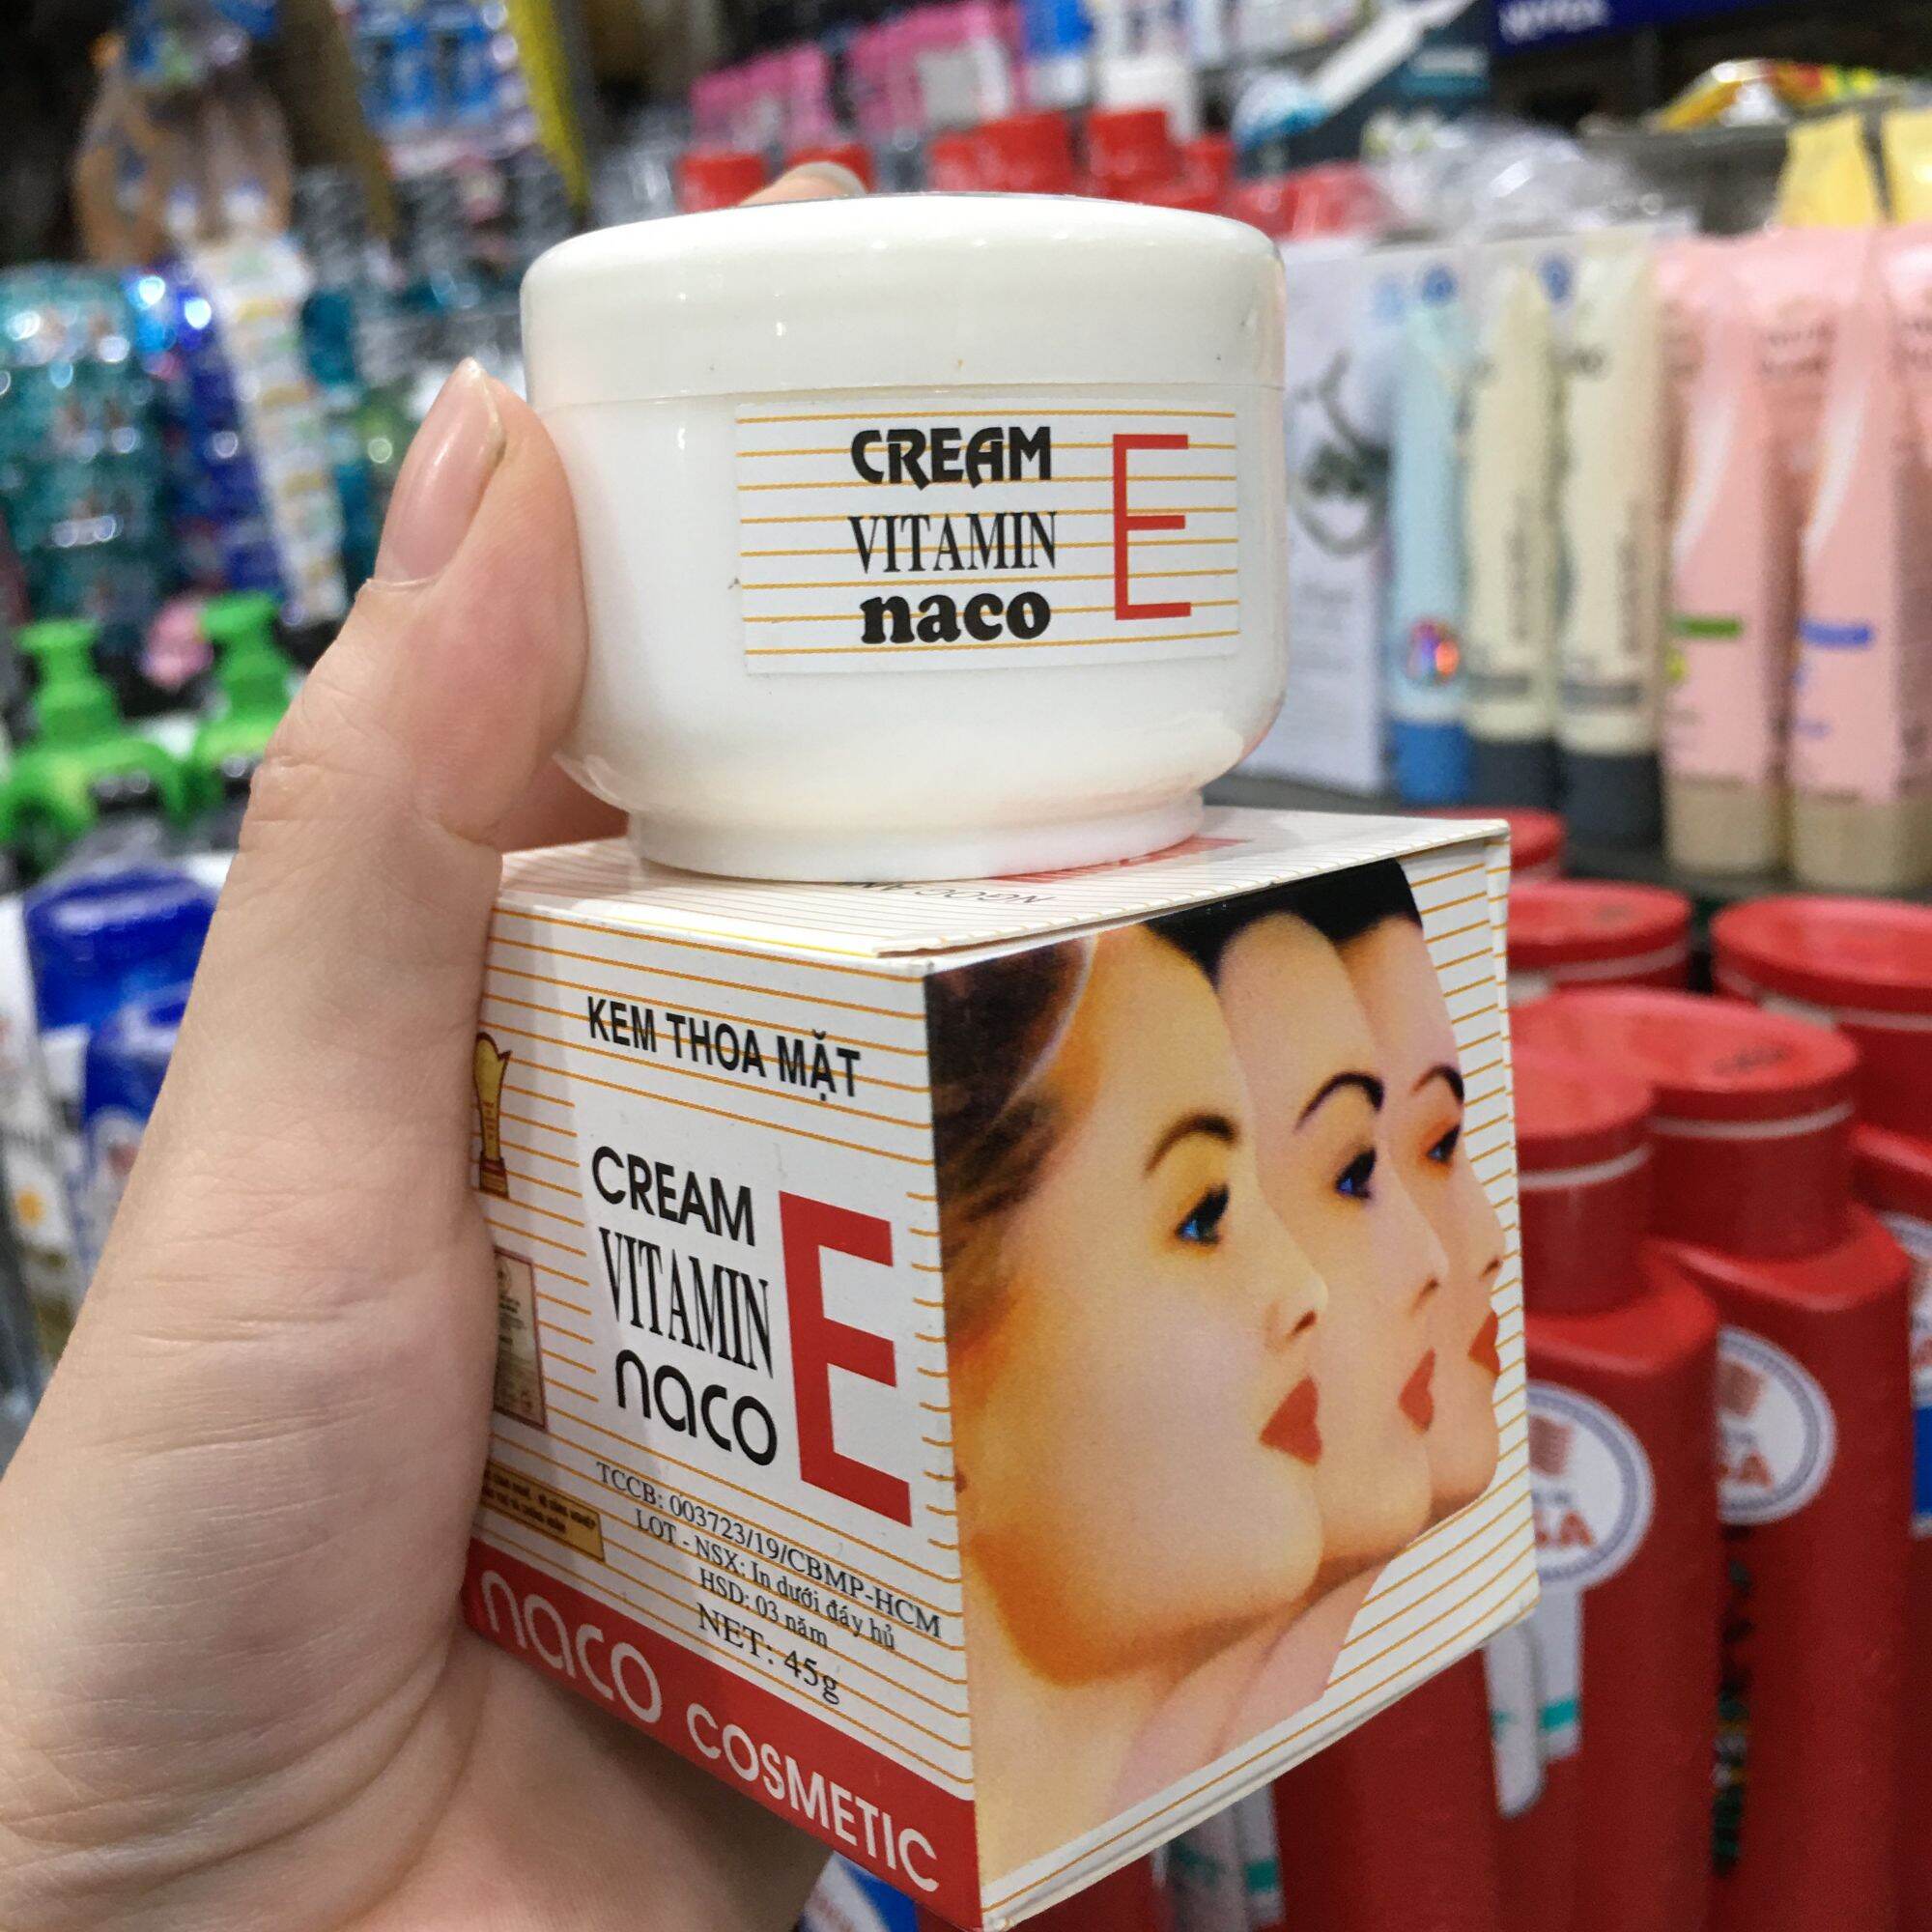 CREAM
VITAMIN
naco
E
KEM THOA MẶT
CREAM
VITAMIN
naco
E
TCCB: 003723/19/CBMP-HCM
LOT - NSX: In dưới đáy hủ
HSD: 03 năm
NET: 45g
naco COSMETIC